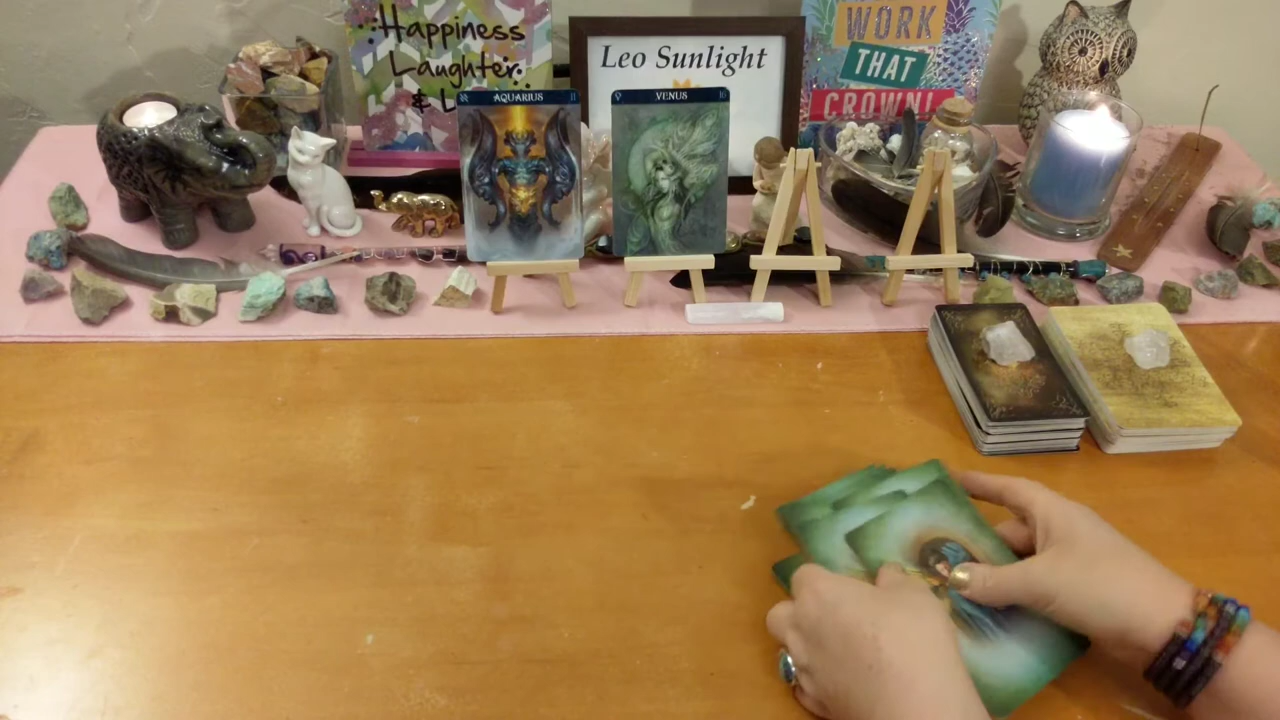 Happiness
Laughter
& L
Leo Sunlight
WORK
THAT
CROWN!
AQUARIUS
VENUS